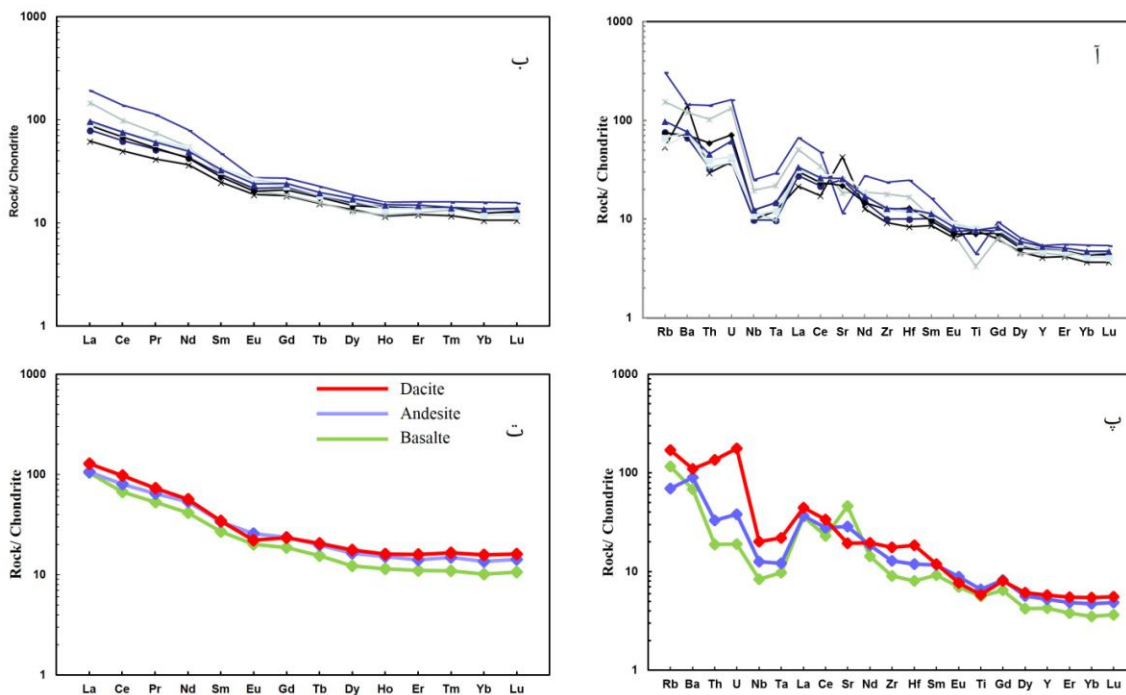 1000
100
10
1
Rock/ Chondrite
ب
La Ce Pr Nd Sm Eu Gd Tb Dy Ho Er Tm Yb Lu
1000
100
10
1
Rock/ Chondrite
آ
Rb Ba Th U Nb Ta La Ce Sr Nd Zr Hf Sm Eu Ti Gd Dy Y Er Yb Lu
1000
100
10
1
Rock/ Chondrite
Dacite
Andesite
Basalte
ت
La Ce Pr Nd Sm Eu Gd Tb Dy Ho Er Tm Yb Lu
1000
100
10
1
Rock/ Chondrite
پ
Rb Ba Th U Nb Ta La Ce Sr Nd Zr Hf Sm Eu Ti Gd Dy Y Er Yb Lu